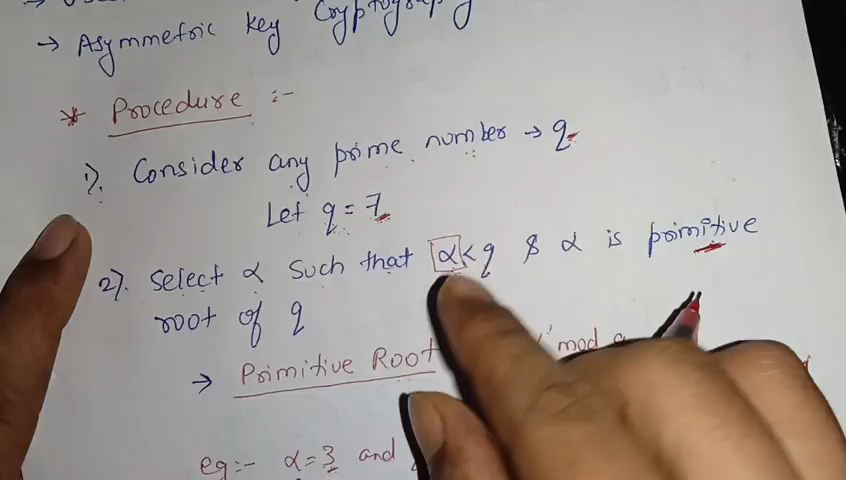 → Asymmetric Key Cryptography
* Procedure :-
1). Consider any prime number → q
Let q = 7
2). Select α Such that α < q & α is primitive
root of q
→ Primitive Root mod q
eg:- α = 3 and